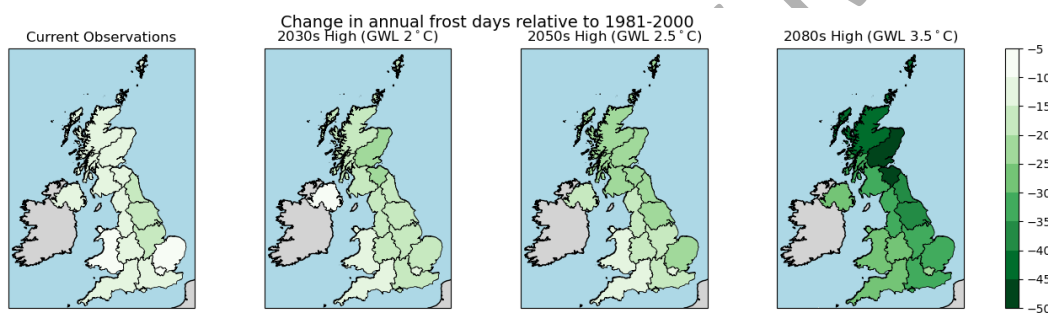 Change in annual frost days relative to 1981-2000
Current Observations
2030s High (GWL 2°C)
2050s High (GWL 2.5°C)
2080s High (GWL 3.5°C)
−5
−10
−15
−20
−25
−30
−35
−40
−45
−50